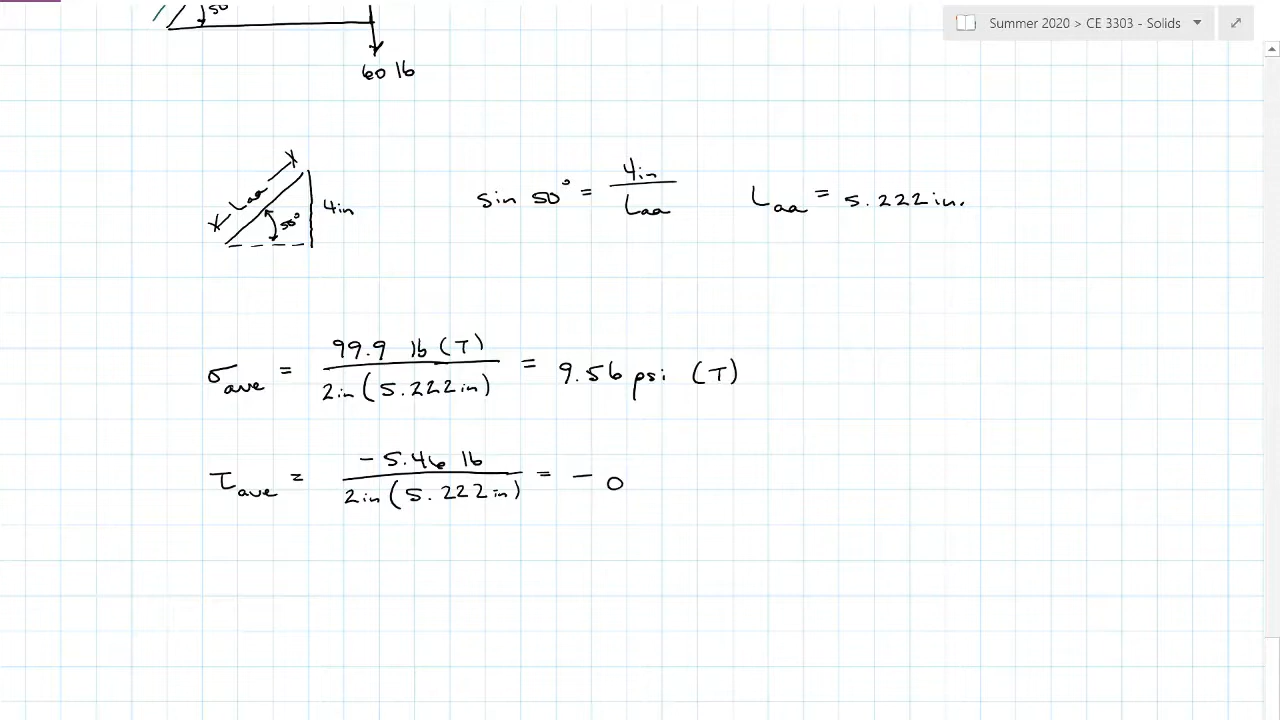 Summer 2020 > CE 3303 - Solids
50
60 lb
Laa
50°
4in
sin 50° = 4in / Laa
Laa = 5.222in.
σave = 99.9 lb (T) / 2in (5.222in) = 9.56 psi (T)
τave = -5.46 lb / 2in (5.222in) = - 0